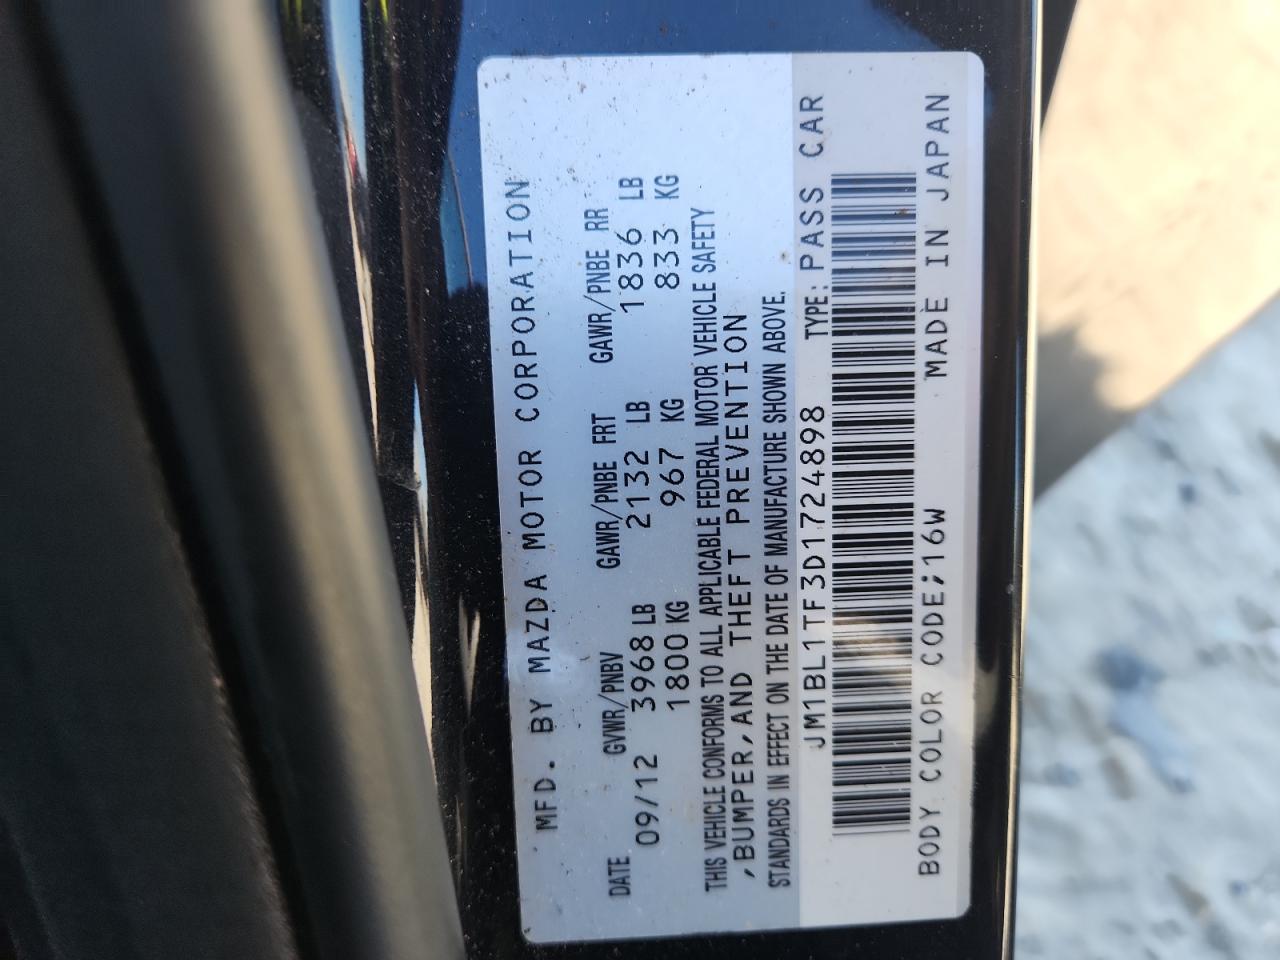 MFD. BY MAZDA MOTOR CORPORATION
DATE GVWR/PNBV GAWR/PNBE FRT GAWR/PNBE RR
09/12 3968 LB 2132 LB 1836 LB
1800 KG 967 KG 833 KG
THIS VEHICLE CONFORMS TO ALL APPLICABLE FEDERAL MOTOR VEHICLE SAFETY
,BUMPER,AND THEFT PREVENTION
STANDARDS IN EFFECT ON THE DATE OF MANUFACTURE SHOWN ABOVE.
JM1BL1TF3D1724898 TYPE: PASS CAR
BODY COLOR CODE;16W MADE IN JAPAN